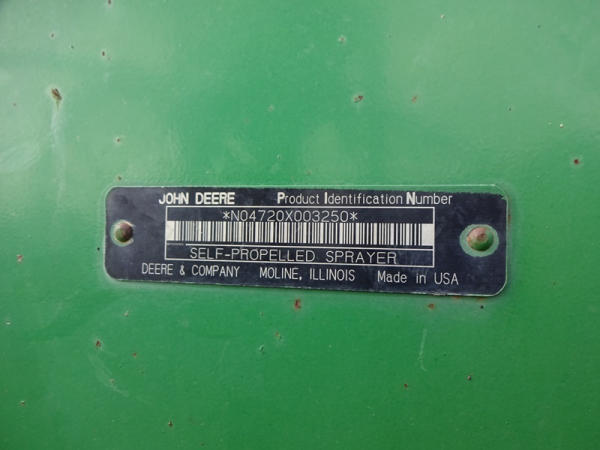 JOHN DEERE Product Identification Number
*N04720X003250*
SELF-PROPELLED SPRAYER
DEERE & COMPANY MOLINE, ILLINOIS Made in USA